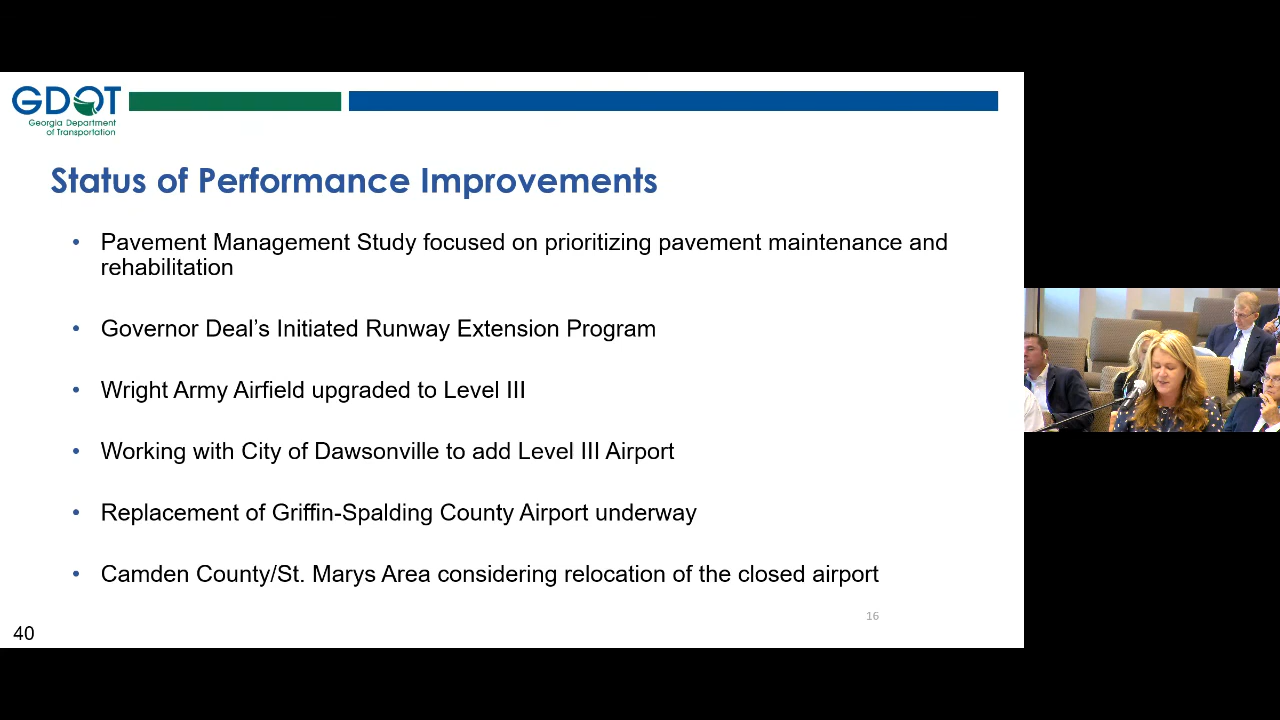 GDOT
Georgia Department
of Transportation
Status of Performance Improvements
• Pavement Management Study focused on prioritizing pavement maintenance and
rehabilitation
• Governor Deal’s Initiated Runway Extension Program
• Wright Army Airfield upgraded to Level III
• Working with City of Dawsonville to add Level III Airport
• Replacement of Griffin-Spalding County Airport underway
• Camden County/St. Marys Area considering relocation of the closed airport
16
40